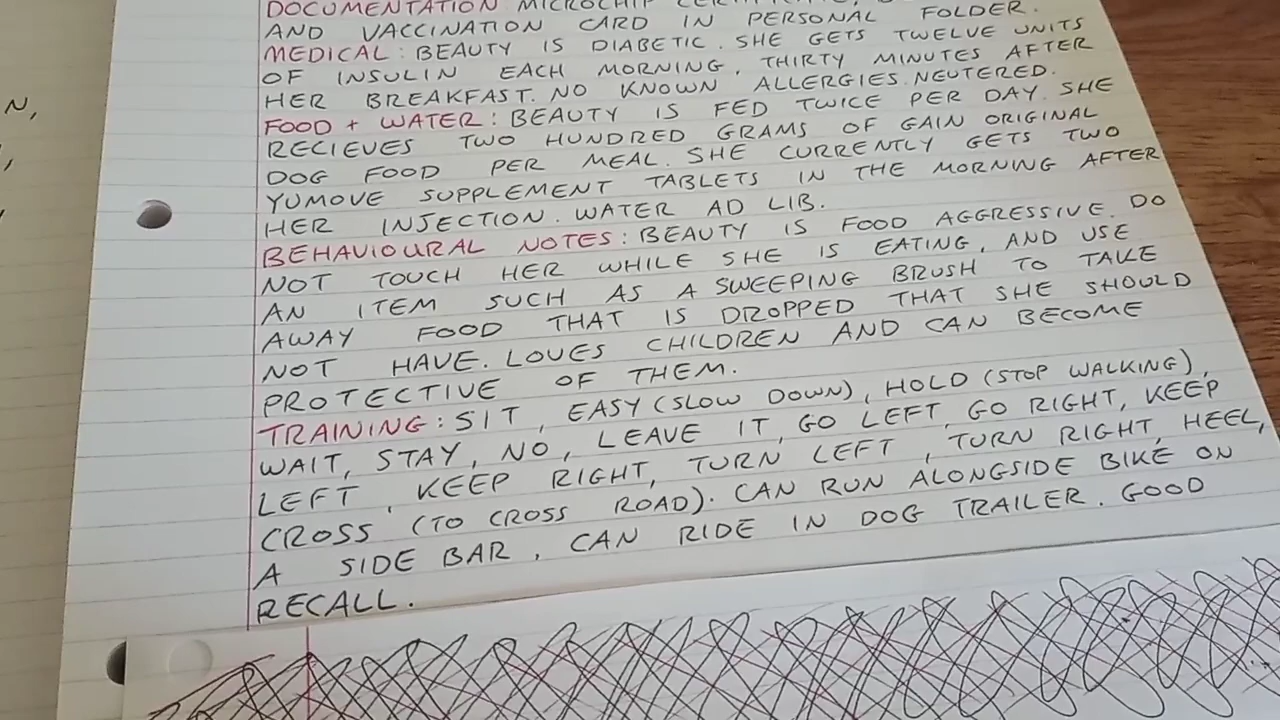 DOCUMENTATION MICROCHIP
AND VACCINATION CARD IN PERSONAL FOLDER.
MEDICAL: BEAUTY IS DIABETIC. SHE GETS TWELVE UNITS
OF INSULIN EACH MORNING, THIRTY MINUTES AFTER
HER BREAKFAST. NO KNOWN ALLERGIES. NEUTERED.
FOOD + WATER: BEAUTY IS FED TWICE PER DAY. SHE
RECIEVES TWO HUNDRED GRAMS OF GAIN ORIGINAL
DOG FOOD PER MEAL. SHE CURRENTLY GETS TWO
YUMOVE SUPPLEMENT TABLETS IN THE MORNING AFTER
HER INJECTION. WATER AD LIB.
BEHAVIOURAL NOTES: BEAUTY IS FOOD AGGRESSIVE. DO
NOT TOUCH HER WHILE SHE IS EATING, AND USE
AN ITEM SUCH AS A SWEEPING BRUSH TO TAKE
AWAY FOOD THAT IS DROPPED THAT SHE SHOULD
NOT HAVE. LOVES CHILDREN AND CAN BECOME
PROTECTIVE OF THEM.
TRAINING: SIT, EASY (SLOW DOWN), HOLD (STOP WALKING),
WAIT, STAY, NO, LEAVE IT, GO LEFT, GO RIGHT, KEEP
LEFT, KEEP RIGHT, TURN LEFT, TURN RIGHT, HEEL,
CROSS (TO CROSS ROAD). CAN RUN ALONGSIDE BIKE ON
A SIDE BAR, CAN RIDE IN DOG TRAILER. GOOD
RECALL.